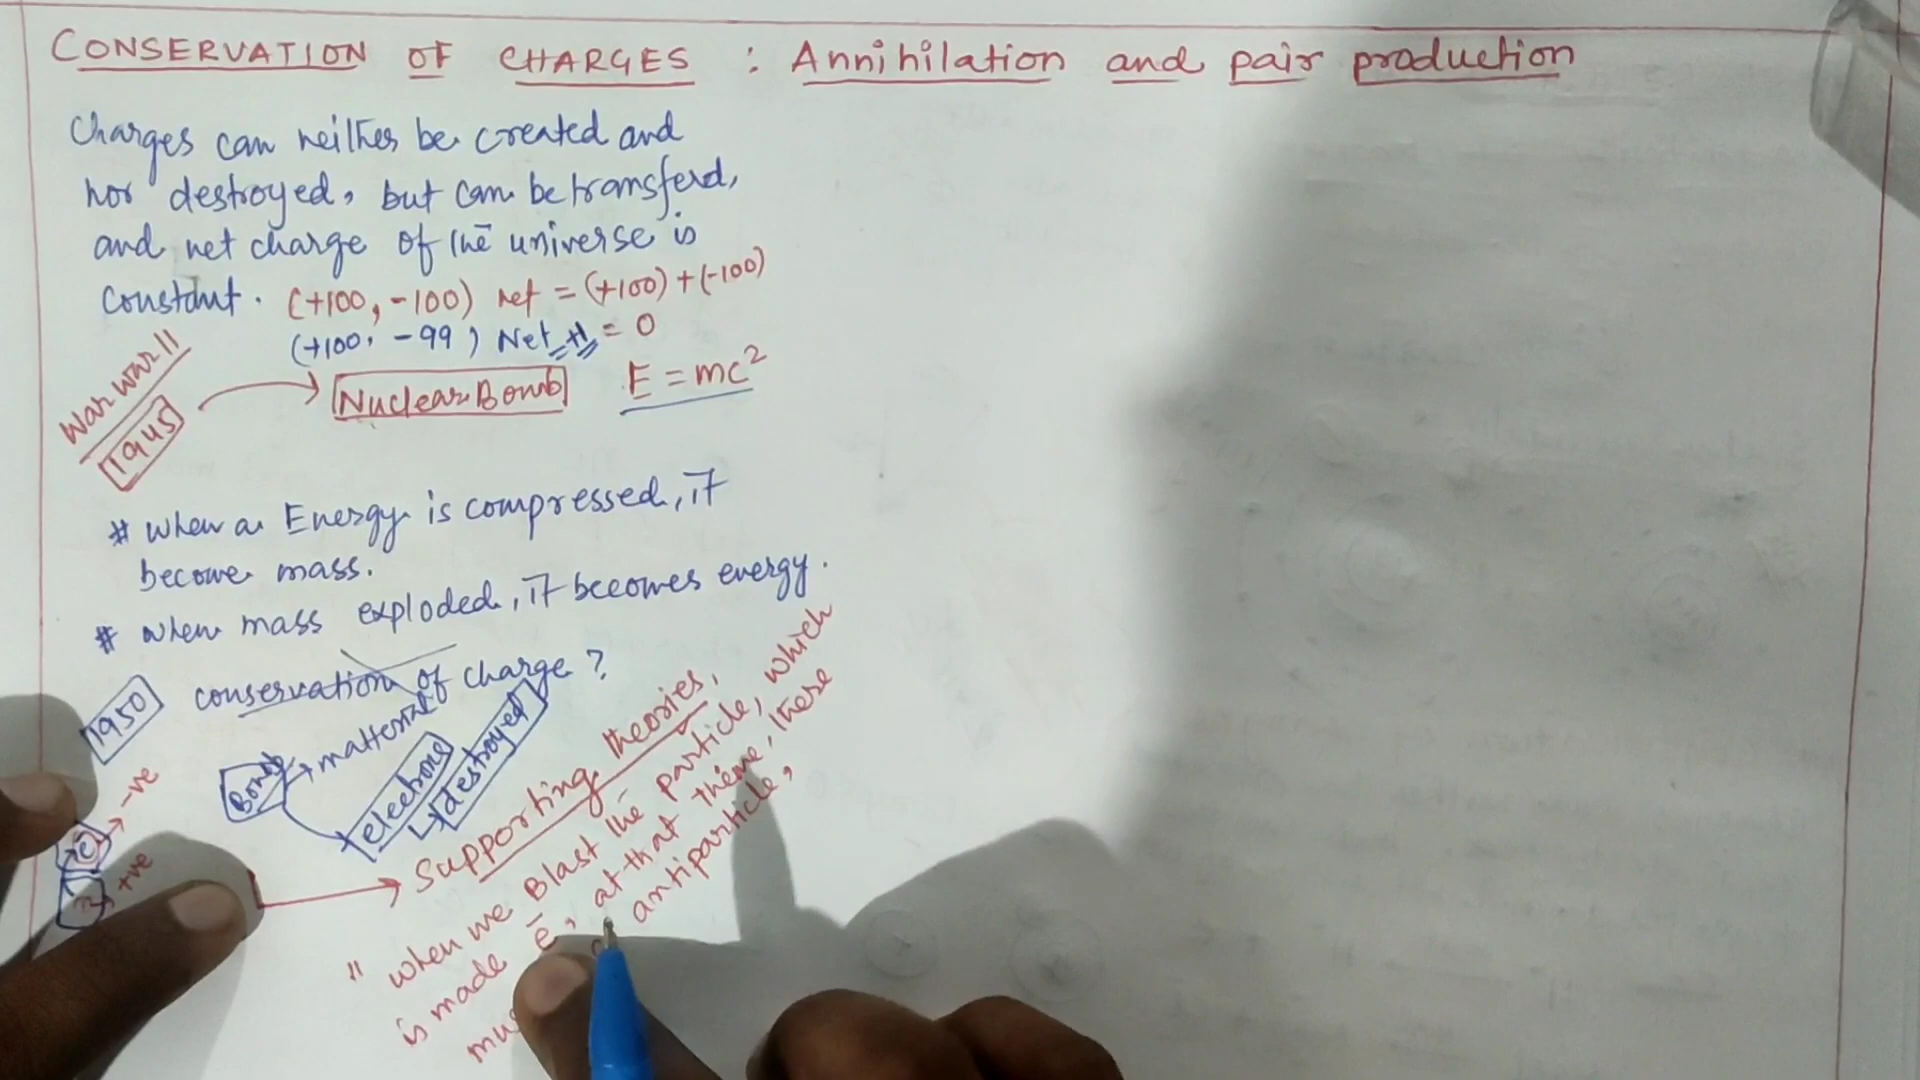 CONSERVATION OF CHARGES : Annihilation and pair production
Charges can neither be created and
nor destroyed, but can be transferd,
and net charge of the universe is
constant. (+100, -100) net = (+100) + (-100)
(+100, -99) Net +1 = 0
War war II
1945
Nuclear Bomb
E = mc²
# when a Energy is compressed, it
become mass.
# when mass exploded, it becomes energy.
1950
conservation of charge ?
Bomb
material
electrons
destroyed
-ve
+ve
Supporting theories,
" when we Blast the particle, which
is made ē, at that time, there
antiparticle,